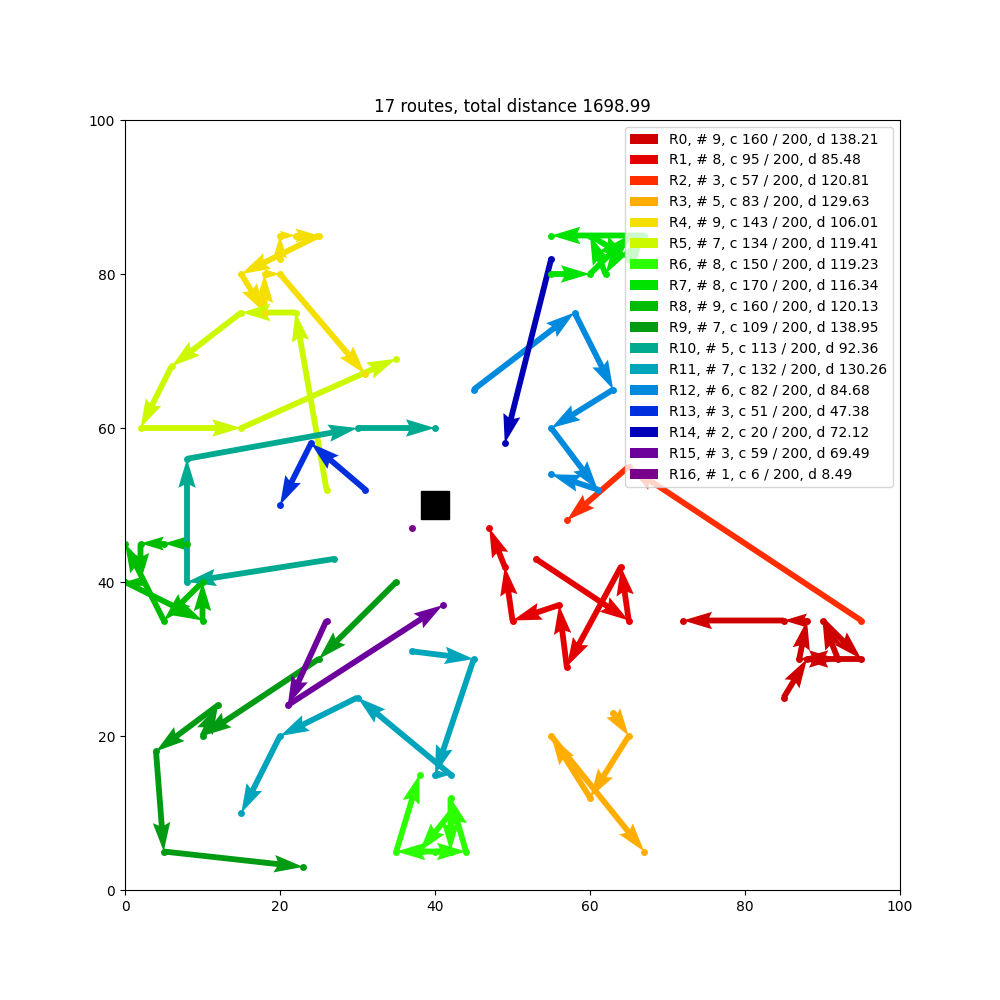 17 routes, total distance 1698.99
100
80
60
40
20
0
0 20 40 60 80 100
R0, # 9, c 160 / 200, d 138.21
R1, # 8, c 95 / 200, d 85.48
R2, # 3, c 57 / 200, d 120.81
R3, # 5, c 83 / 200, d 129.63
R4, # 9, c 143 / 200, d 106.01
R5, # 7, c 134 / 200, d 119.41
R6, # 8, c 150 / 200, d 119.23
R7, # 8, c 170 / 200, d 116.34
R8, # 9, c 160 / 200, d 120.13
R9, # 7, c 109 / 200, d 138.95
R10, # 5, c 113 / 200, d 92.36
R11, # 7, c 132 / 200, d 130.26
R12, # 6, c 82 / 200, d 84.68
R13, # 3, c 51 / 200, d 47.38
R14, # 2, c 20 / 200, d 72.12
R15, # 3, c 59 / 200, d 69.49
R16, # 1, c 6 / 200, d 8.49